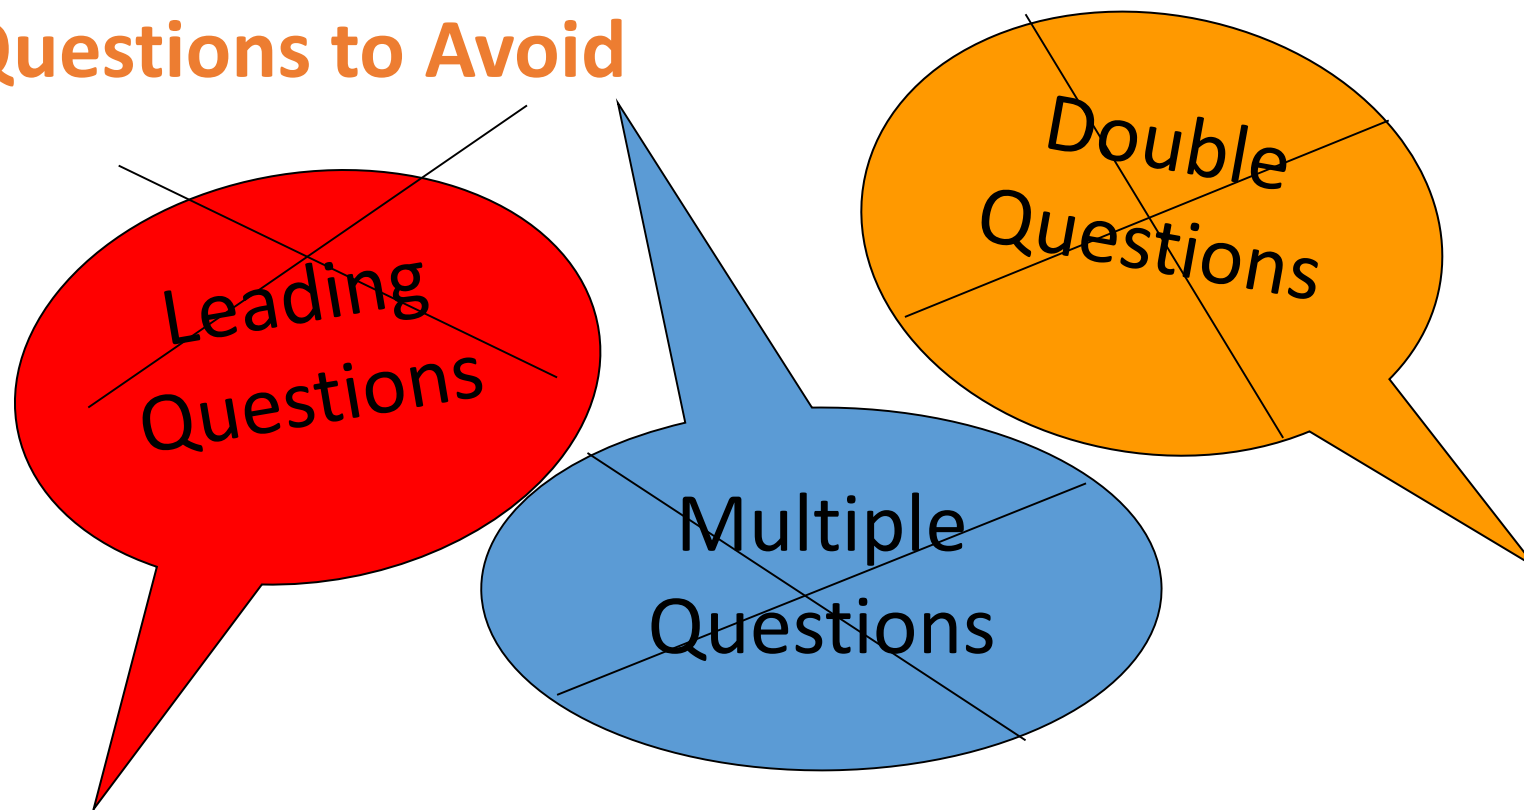 Questions to Avoid
Leading
Questions
Multiple
Questions
Double
Questions